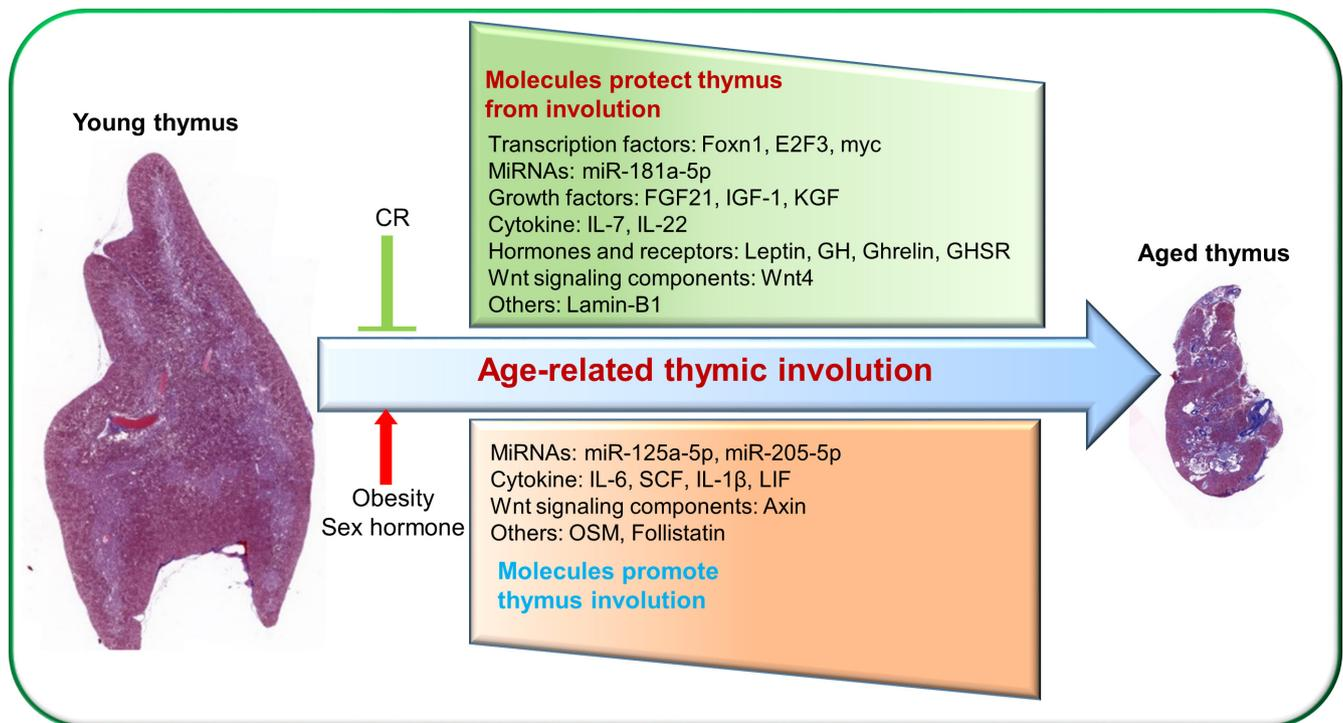 Young thymus
CR
Obesity
Sex hormone
Molecules protect thymus
from involution
Transcription factors: Foxn1, E2F3, myc
MiRNAs: miR-181a-5p
Growth factors: FGF21, IGF-1, KGF
Cytokine: IL-7, IL-22
Hormones and receptors: Leptin, GH, Ghrelin, GHSR
Wnt signaling components: Wnt4
Others: Lamin-B1
Age-related thymic involution
MiRNAs: miR-125a-5p, miR-205-5p
Cytokine: IL-6, SCF, IL-1β, LIF
Wnt signaling components: Axin
Others: OSM, Follistatin
Molecules promote
thymus involution
Aged thymus